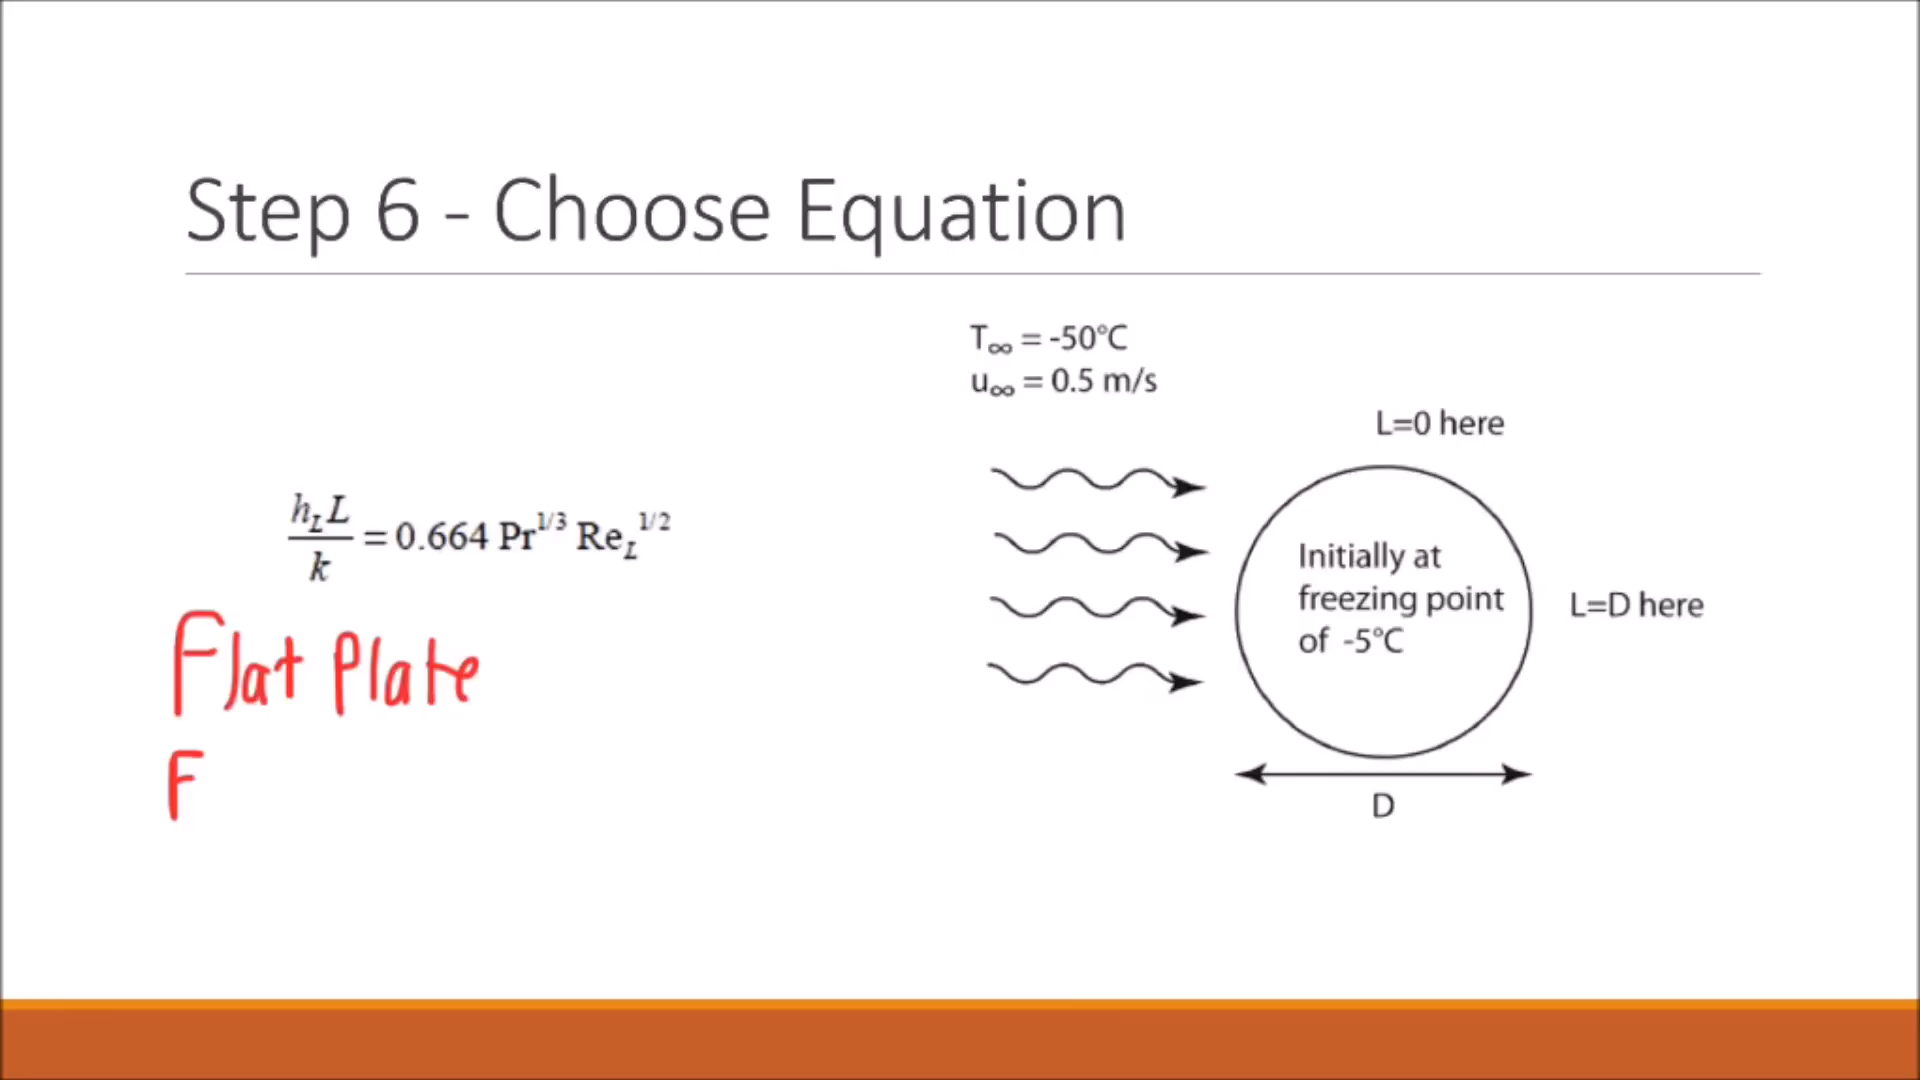 Step 6 - Choose Equation
T∞ = -50°C
u∞ = 0.5 m/s
L=0 here
h_L L / k = 0.664 Pr^1/3 Re_L^1/2
Initially at
freezing point
of -5°C
L=D here
Flat Plate
F
D